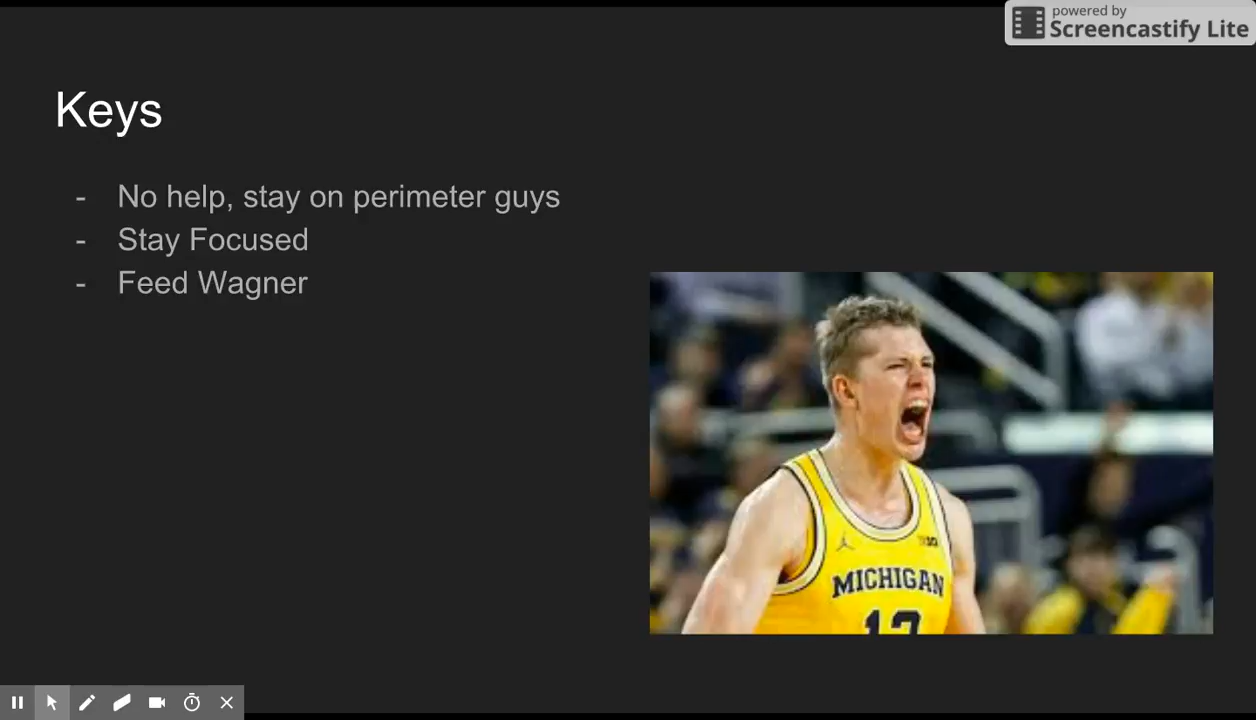 powered by
Screencastify Lite
Keys
- No help, stay on perimeter guys
- Stay Focused
- Feed Wagner
MICHIGAN